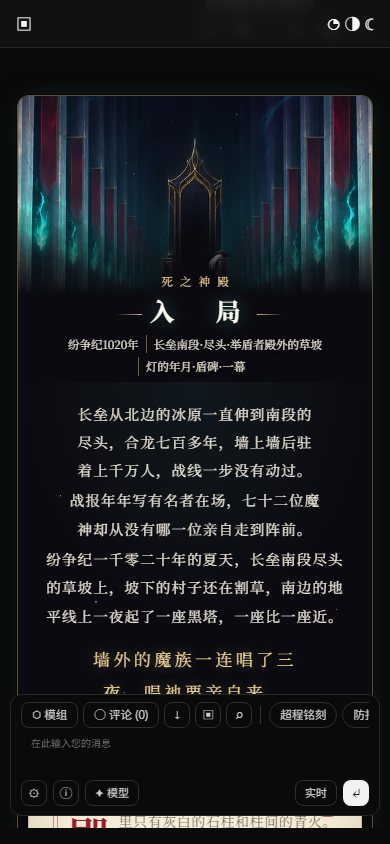 死之神殿
入 局
纷争纪1020年 长垒南段·尽头·举盾者殿外的草坡
灯的年月·盾碑·一幕
长垒从北边的冰原一直伸到南段的
尽头，合龙七百多年，墙上墙后驻
着上千万人，战线一步没有动过。
战报年年写有名者在场，七十二位魔
神却从没有哪一位亲自走到阵前。
纷争纪一千零二十年的夏天，长垒南段尽头
的草坡上，坡下的村子还在割草，南边的地
平线上一夜起了一座黑塔，一座比一座近。
墙外的魔族一连唱了三
模组 评论 (0) 超程铭刻
在此输入您的消息
模型 实时
里只有灰白的石柱和柱间的青火。